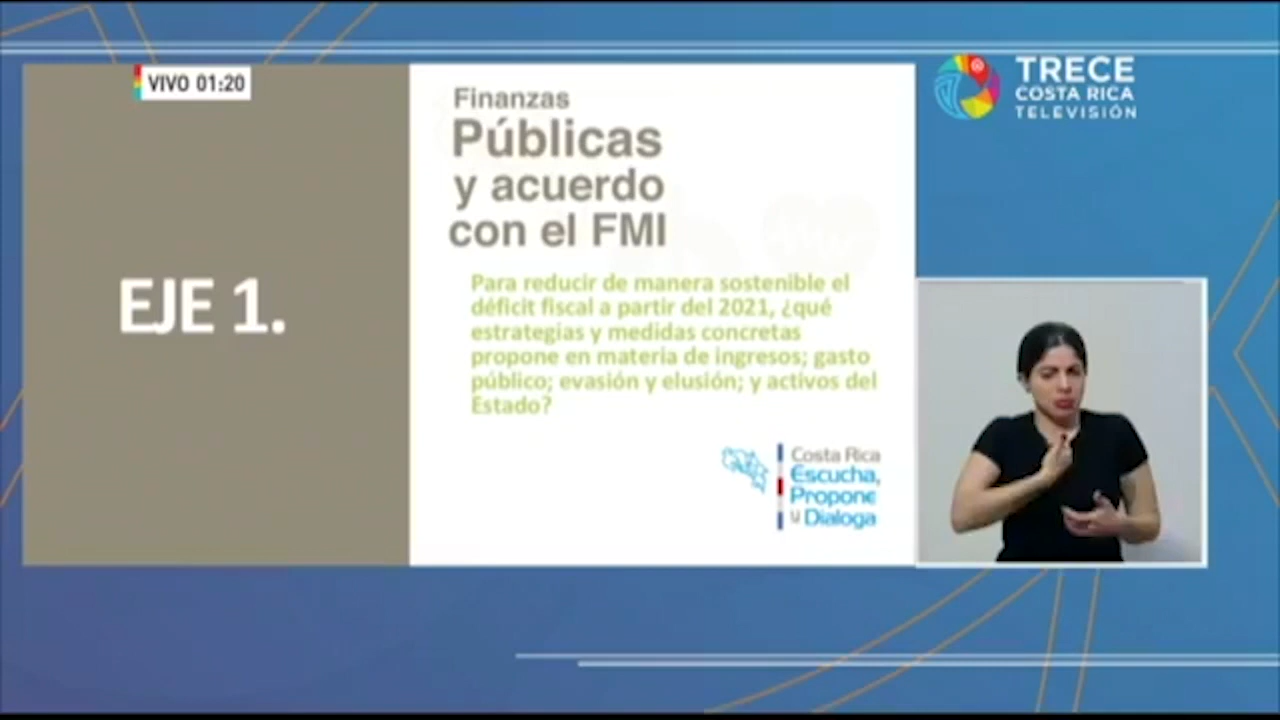 VIVO 01:20
TRECE
COSTA RICA
TELEVISIÓN
EJE 1.
Finanzas
Públicas
y acuerdo
con el FMI
Para reducir de manera sostenible el
déficit fiscal a partir del 2021, ¿qué
estrategias y medidas concretas
propone en materia de ingresos; gasto
público; evasión y elusión; y activos del
Estado?
Costa Rica
Escucha,
Propone
y Dialoga